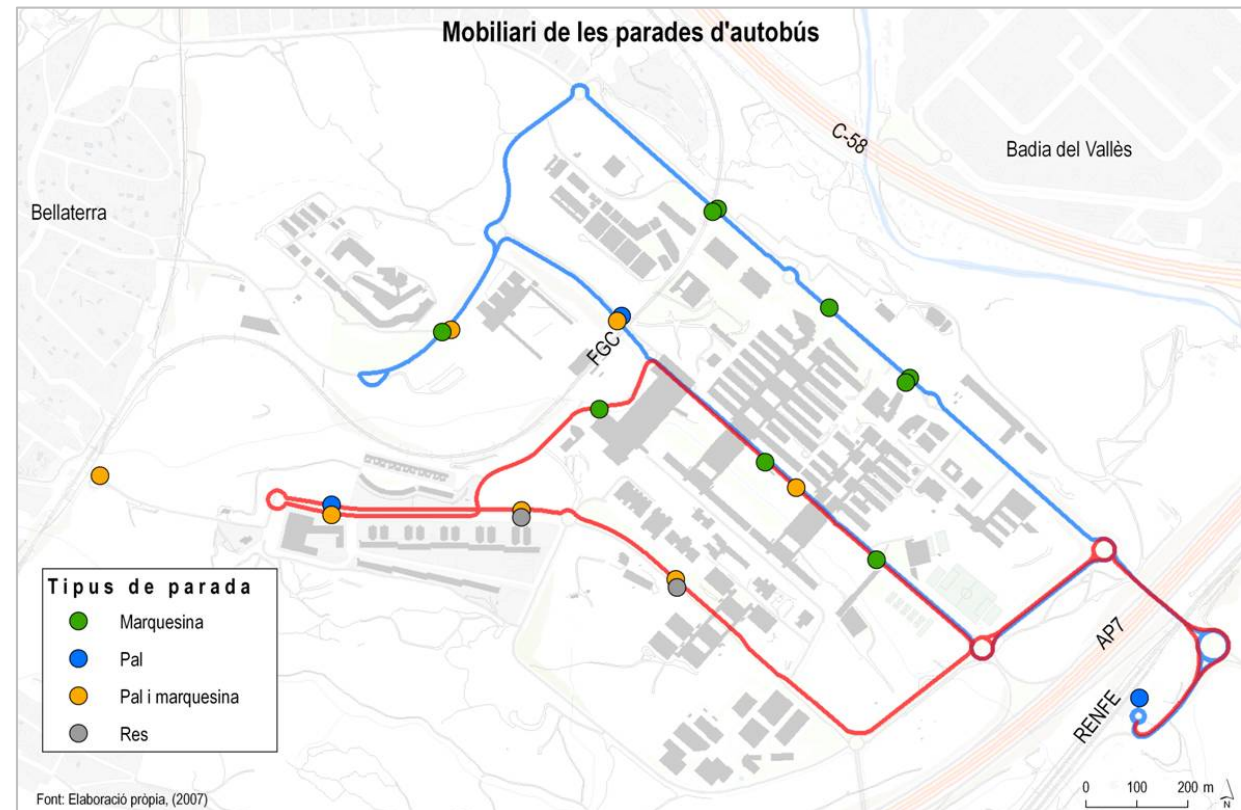 Mobiliari de les parades d'autobús
C-58
Badia del Vallès
Bellaterra
FGC
Tipus de parada
Marquesina
Pal
Pal i marquesina
Res
AP7
RENFE
Font: Elaboració pròpia, (2007)
0 100 200 m
N